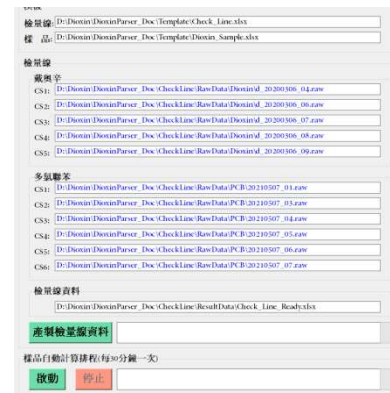 檢量線: D:\Dioxin\DioxinParser_Doc\Template\Check_Line.xlsx
樣 品: D:\Dioxin\DioxinParser_Doc\Template\Dioxin_Sample.xlsx
檢量線
戴奧辛
CS1: D:\Dioxin\DioxinParser_Doc\CheckLine\RawData\Dioxin\d_20200306_04.raw
CS2: D:\Dioxin\DioxinParser_Doc\CheckLine\RawData\Dioxin\d_20200306_06.raw
CS3: D:\Dioxin\DioxinParser_Doc\CheckLine\RawData\Dioxin\d_20200306_07.raw
CS4: D:\Dioxin\DioxinParser_Doc\CheckLine\RawData\Dioxin\d_20200306_08.raw
CS5: D:\Dioxin\DioxinParser_Doc\CheckLine\RawData\Dioxin\d_20200306_09.raw
多氯聯苯
CS1: D:\Dioxin\DioxinParser_Doc\CheckLine\RawData\PCB\20210507_01.raw
CS2: D:\Dioxin\DioxinParser_Doc\CheckLine\RawData\PCB\20210507_03.raw
CS3: D:\Dioxin\DioxinParser_Doc\CheckLine\RawData\PCB\20210507_04.raw
CS4: D:\Dioxin\DioxinParser_Doc\CheckLine\RawData\PCB\20210507_05.raw
CS5: D:\Dioxin\DioxinParser_Doc\CheckLine\RawData\PCB\20210507_06.raw
CS6: D:\Dioxin\DioxinParser_Doc\CheckLine\RawData\PCB\20210507_07.raw
檢量線資料
D:\Dioxin\DioxinParser_Doc\CheckLine\ResultData\Check_Line_Ready.xlsx
產製檢量線資料
樣品自動計算排程(每30分鐘一次)
啟動 停止